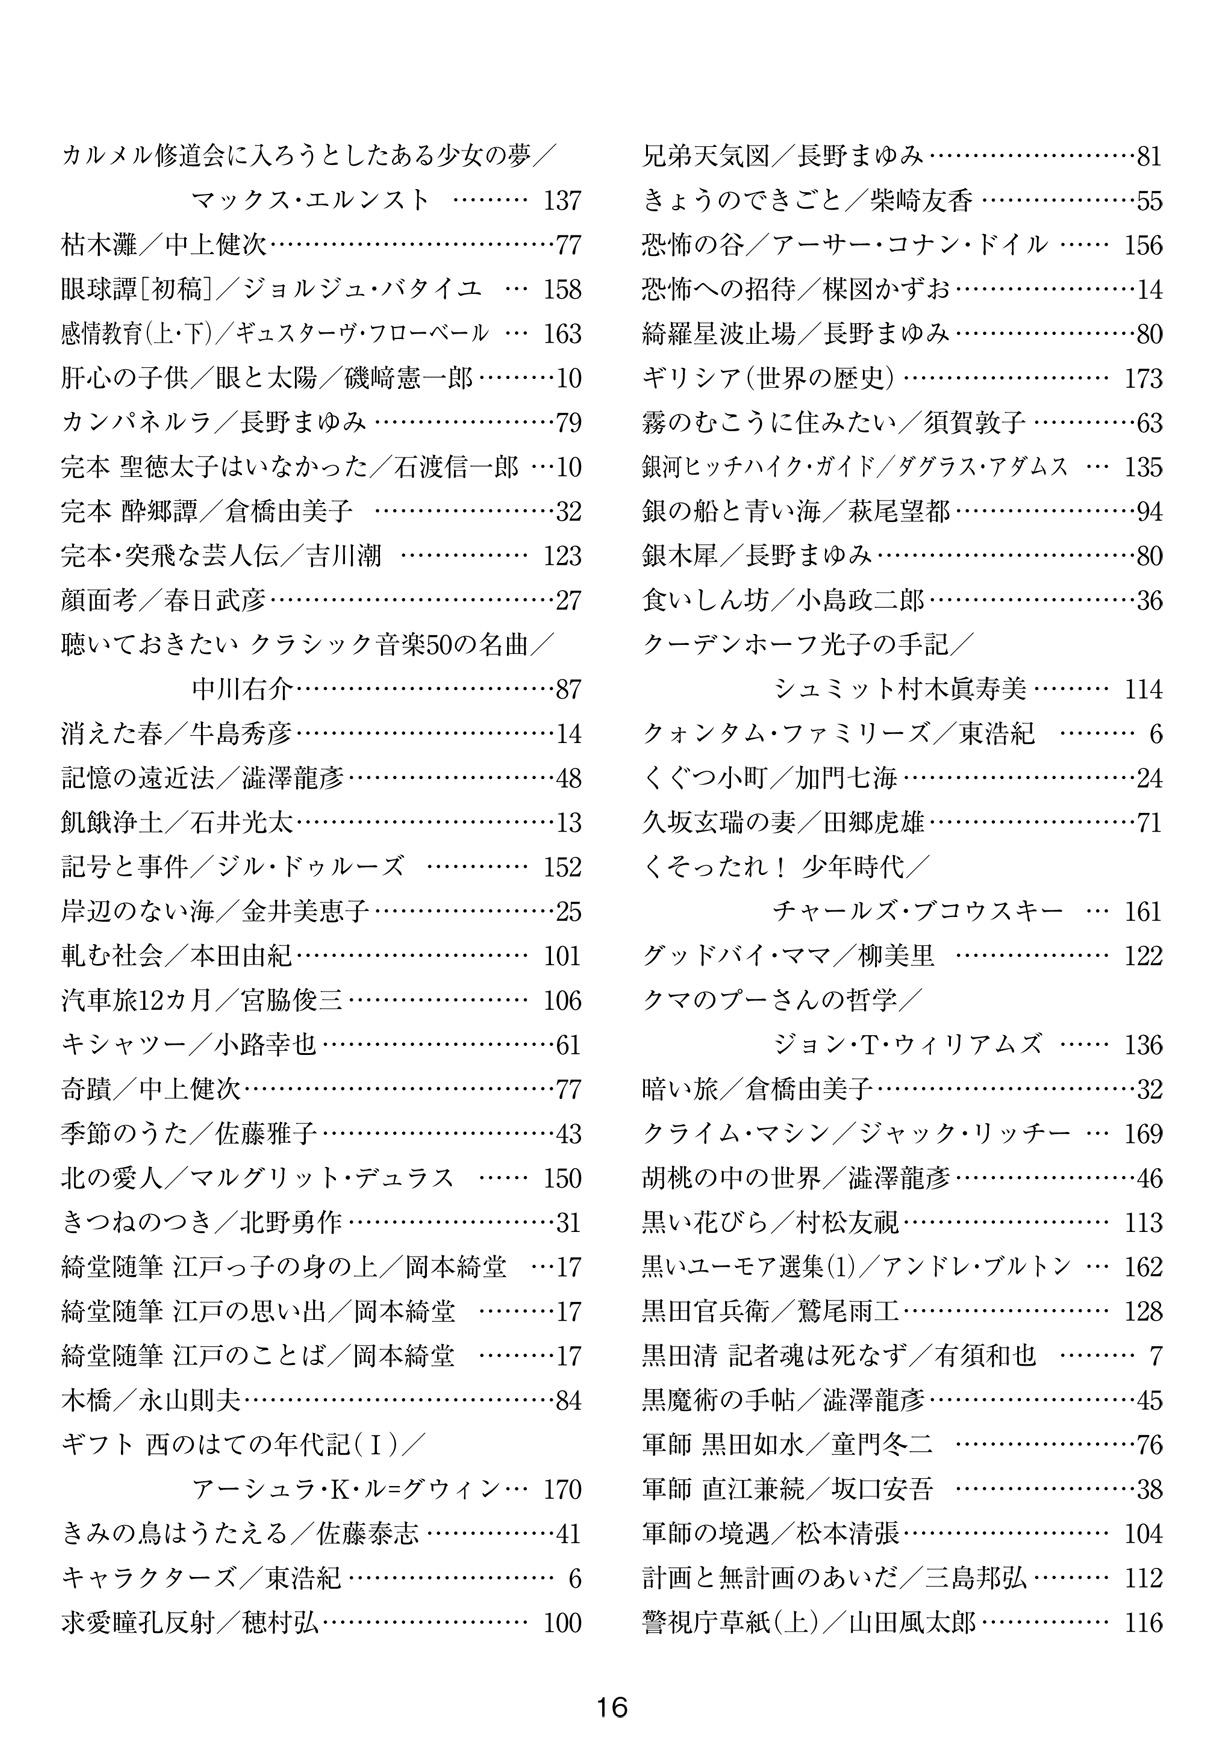 カルメル修道会に入ろうとしたある少女の夢／
マックス・エルンスト ……… 137
枯木灘／中上健次……………………………77
眼球譚[初稿]／ジョルジュ・バタイユ … 158
感情教育(上・下)／ギュスターヴ・フローベール … 163
肝心の子供／眼と太陽／磯﨑憲一郎………10
カンパネルラ／長野まゆみ…………………79
完本 聖徳太子はいなかった／石渡信一郎 …10
完本 酔郷譚／倉橋由美子 …………………32
完本・突飛な芸人伝／吉川潮 …………… 123
顔面考／春日武彦……………………………27
聴いておきたい クラシック音楽50の名曲／
中川右介…………………………87
消えた春／牛島秀彦…………………………14
記憶の遠近法／澁澤龍彥……………………48
飢餓浄土／石井光太…………………………13
記号と事件／ジル・ドゥルーズ ………… 152
岸辺のない海／金井美恵子…………………25
軋む社会／本田由紀……………………… 101
汽車旅12カ月／宮脇俊三………………… 106
キシャツー／小路幸也………………………61
奇蹟／中上健次………………………………77
季節のうた／佐藤雅子………………………43
北の愛人／マルグリット・デュラス …… 150
きつねのつき／北野勇作……………………31
綺堂随筆 江戸っ子の身の上／岡本綺堂 …17
綺堂随筆 江戸の思い出／岡本綺堂 ………17
綺堂随筆 江戸のことば／岡本綺堂 ………17
木橋／永山則夫………………………………84
ギフト 西のはての年代記(Ⅰ)／
アーシュラ・K・ル=グウィン… 170
きみの鳥はうたえる／佐藤泰志……………41
キャラクターズ／東浩紀…………………… 6
求愛瞳孔反射／穂村弘…………………… 100
兄弟天気図／長野まゆみ……………………81
きょうのできごと／柴崎友香………………55
恐怖の谷／アーサー・コナン・ドイル …… 156
恐怖への招待／楳図かずお…………………14
綺羅星波止場／長野まゆみ…………………80
ギリシア(世界の歴史)…………………… 173
霧のむこうに住みたい／須賀敦子…………63
銀河ヒッチハイク・ガイド／ダグラス・アダムス … 135
銀の船と青い海／萩尾望都…………………94
銀木犀／長野まゆみ…………………………80
食いしん坊／小島政二郎……………………36
クーデンホーフ光子の手記／
シュミット村木眞寿美……… 114
クォンタム・ファミリーズ／東浩紀 ……… 6
くぐつ小町／加門七海………………………24
久坂玄瑞の妻／田郷虎雄……………………71
くそったれ！ 少年時代／
チャールズ・ブコウスキー … 161
グッドバイ・ママ／柳美里 ……………… 122
クマのプーさんの哲学／
ジョン・T・ウィリアムズ …… 136
暗い旅／倉橋由美子…………………………32
クライム・マシン／ジャック・リッチー … 169
胡桃の中の世界／澁澤龍彥…………………46
黒い花びら／村松友視…………………… 113
黒いユーモア選集(1)／アンドレ・ブルトン … 162
黒田官兵衛／鷲尾雨工…………………… 128
黒田清 記者魂は死なず／有須和也 ……… 7
黒魔術の手帖／澁澤龍彥……………………45
軍師 黒田如水／童門冬二 …………………76
軍師 直江兼続／坂口安吾 …………………38
軍師の境遇／松本清張…………………… 104
計画と無計画のあいだ／三島邦弘……… 112
警視庁草紙(上)／山田風太郎…………… 116
16